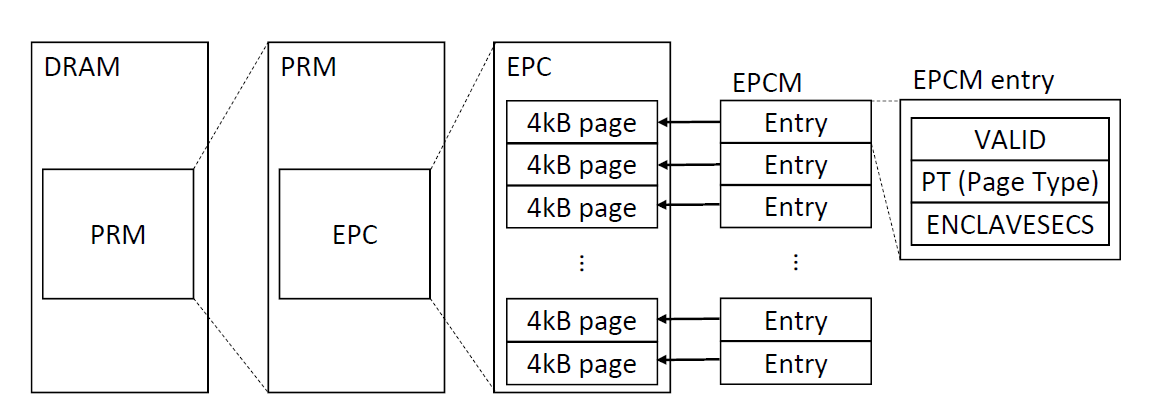 DRAM
PRM
PRM
EPC
EPC
4kB page
4kB page
4kB page
⋮
4kB page
4kB page
EPCM
Entry
Entry
Entry
⋮
Entry
Entry
EPCM entry
VALID
PT (Page Type)
ENCLAVESECS